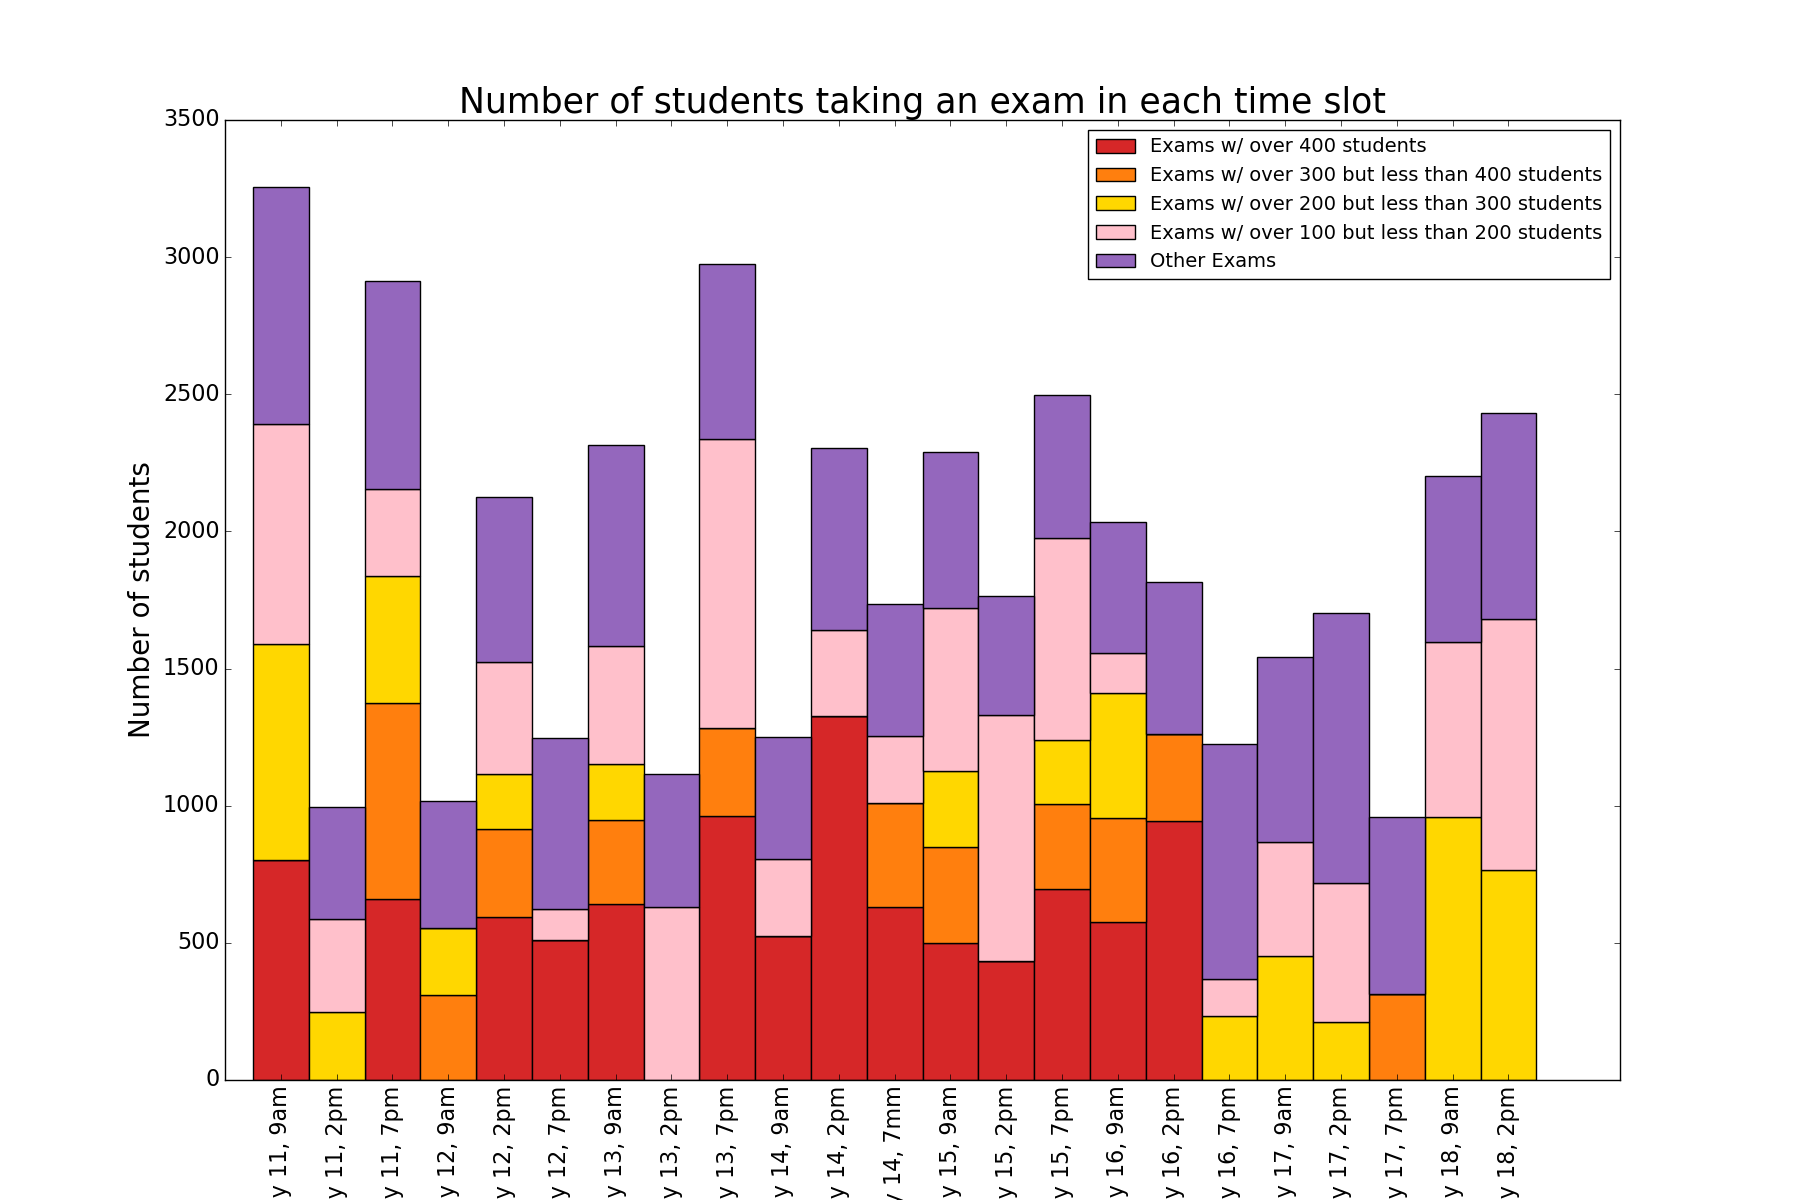 Number of students taking an exam in each time slot
Exams w/ over 400 students
Exams w/ over 300 but less than 400 students
Exams w/ over 200 but less than 300 students
Exams w/ over 100 but less than 200 students
Other Exams
Number of students
3500
3000
2500
2000
1500
1000
500
0
y 11, 9am
y 11, 2pm
y 11, 7pm
y 12, 9am
y 12, 2pm
y 12, 7pm
y 13, 9am
y 13, 2pm
y 13, 7pm
y 14, 9am
y 14, 2pm
y 14, 7mm
y 15, 9am
y 15, 2pm
y 15, 7pm
y 16, 9am
y 16, 2pm
y 16, 7pm
y 17, 9am
y 17, 2pm
y 17, 7pm
y 18, 9am
y 18, 2pm